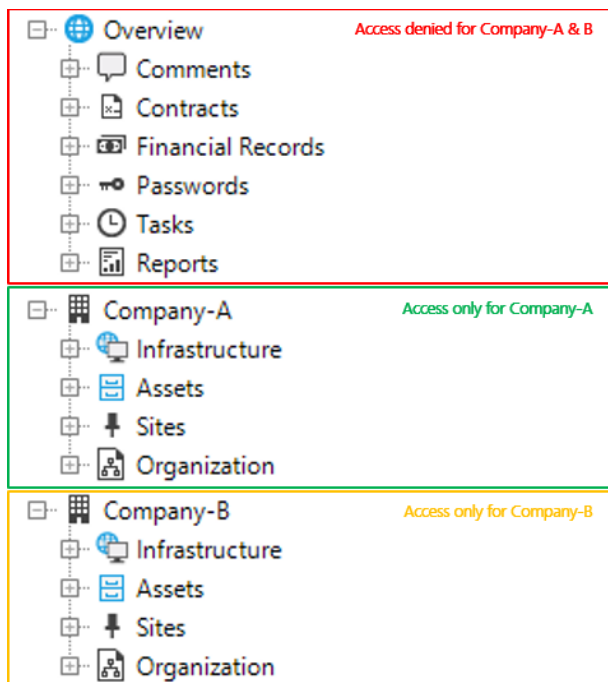 Overview Access denied for Company-A & B
Comments
Contracts
Financial Records
Passwords
Tasks
Reports
Company-A Access only for Company-A
Infrastructure
Assets
Sites
Organization
Company-B Access only for Company-B
Infrastructure
Assets
Sites
Organization